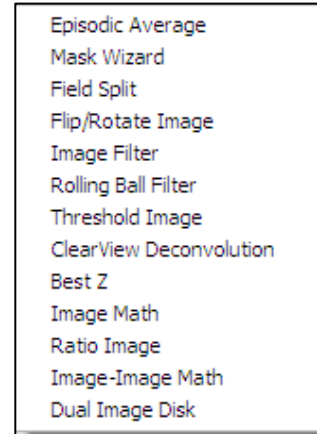 Episodic Average
Mask Wizard
Field Split
Flip/Rotate Image
Image Filter
Rolling Ball Filter
Threshold Image
ClearView Deconvolution
Best Z
Image Math
Ratio Image
Image-Image Math
Dual Image Disk